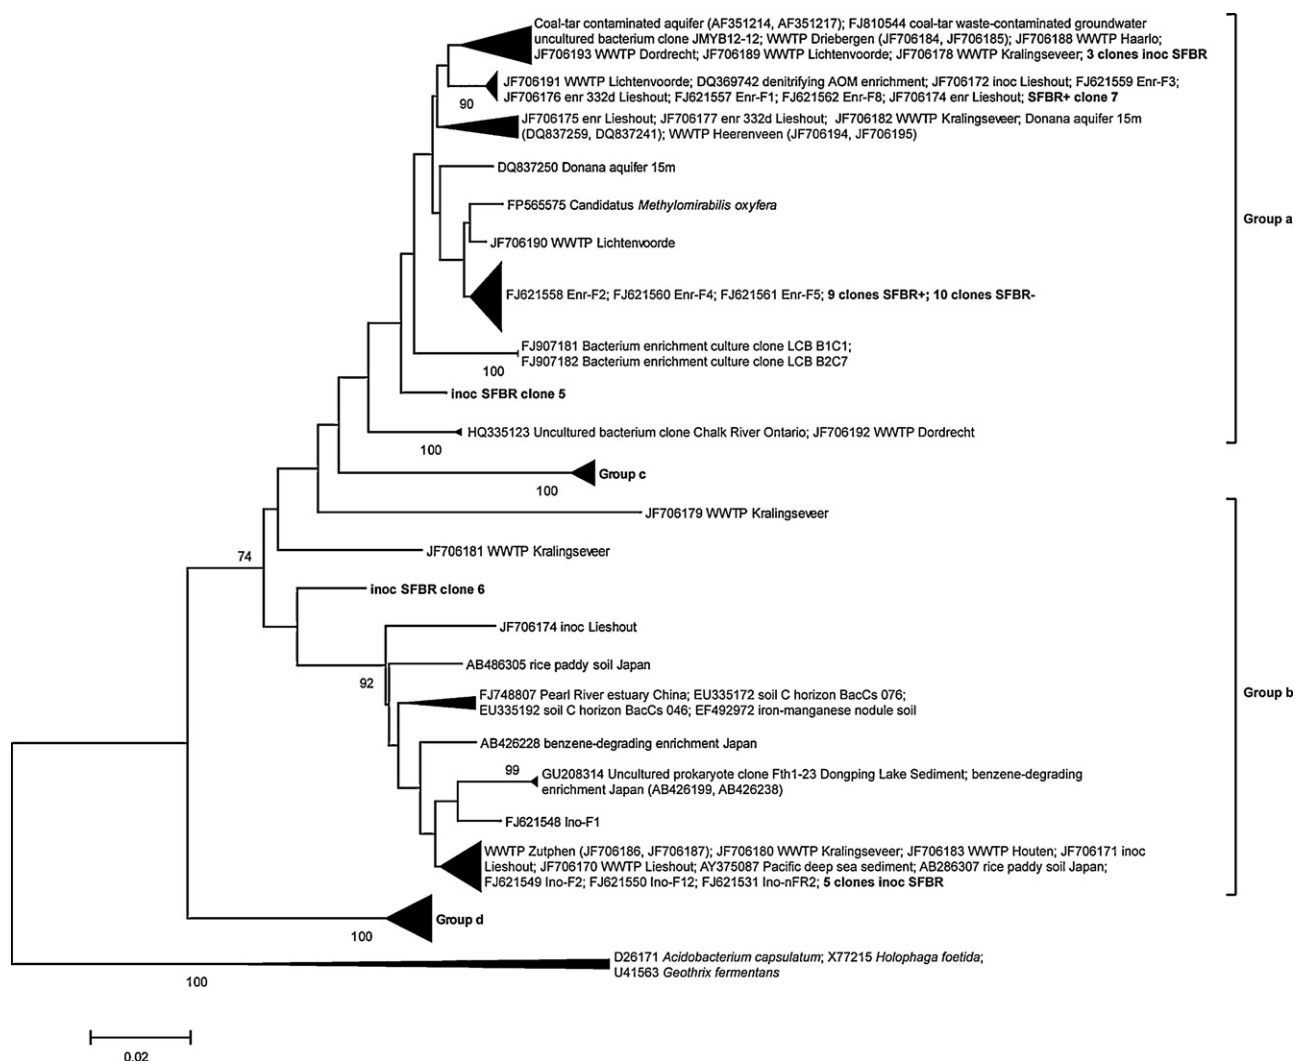 Coal-tar contaminated aquifer (AF351214, AF351217); FJ810544 coal-tar waste-contaminated groundwater
uncultured bacterium clone JMYB12-12; WWTP Driebergen (JF706184, JF706185); JF706188 WWTP Haarlo;
JF706193 WWTP Dordrecht; JF706189 WWTP Lichtenvoorde; JF706178 WWTP Kralingseveer; 3 clones inoc SFBR
JF706191 WWTP Lichtenvoorde; DQ369742 denitrifying AOM enrichment; JF706172 inoc Lieshout; FJ621559 Enr-F3;
90
JF706176 enr 332d Lieshout; FJ621557 Enr-F1; FJ621562 Enr-F8; JF706174 enr Lieshout; SFBR+ clone 7
JF706175 enr Lieshout; JF706177 enr 332d Lieshout; JF706182 WWTP Kralingseveer; Donana aquifer 15m
(DQ837259, DQ837241); WWTP Heerenveen (JF706194, JF706195)
DQ837250 Donana aquifer 15m
FP565575 Candidatus Methylomirabilis oxyfera
Group a
JF706190 WWTP Lichtenvoorde
FJ621558 Enr-F2; FJ621560 Enr-F4; FJ621561 Enr-F5; 9 clones SFBR+; 10 clones SFBR-
FJ907181 Bacterium enrichment culture clone LCB B1C1;
FJ907182 Bacterium enrichment culture clone LCB B2C7
100
inoc SFBR clone 5
HQ335123 Uncultured bacterium clone Chalk River Ontario; JF706192 WWTP Dordrecht
100
Group c
100
JF706179 WWTP Kralingseveer
JF706181 WWTP Kralingseveer
74
inoc SFBR clone 6
JF706174 inoc Lieshout
AB486305 rice paddy soil Japan
92
FJ748807 Pearl River estuary China; EU335172 soil C horizon BacCs 076;
EU335192 soil C horizon BacCs 046; EF492972 iron-manganese nodule soil
Group b
AB426228 benzene-degrading enrichment Japan
99
GU208314 Uncultured prokaryote clone Fth1-23 Dongping Lake Sediment; benzene-degrading
enrichment Japan (AB426199, AB426238)
FJ621548 Ino-F1
WWTP Zutphen (JF706186, JF706187); JF706180 WWTP Kralingseveer; JF706183 WWTP Houten; JF706171 inoc
Lieshout; JF706170 WWTP Lieshout; AY375087 Pacific deep sea sediment; AB286307 rice paddy soil Japan;
FJ621549 Ino-F2; FJ621550 Ino-F12; FJ621531 Ino-nFR2; 5 clones inoc SFBR
Group d
100
D26171 Acidobacterium capsulatum; X77215 Holophaga foetida;
U41563 Geothrix fermentans
100
0.02